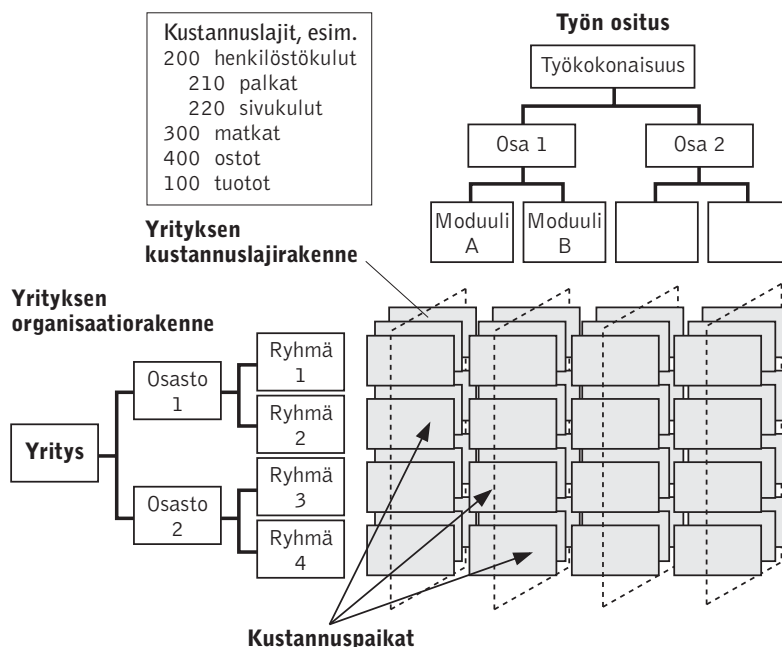 Kustannuslajit, esim.
200 henkilöstökulut
210 palkat
220 sivukulut
300 matkat
400 ostot
100 tuotot
Työn ositus
Työkokonaisuus
Osa 1
Osa 2
Moduuli
A
Moduuli
B
Yrityksen
kustannuslajirakenne
Yrityksen
organisaatiorakenne
Yritys
Osasto
1
Osasto
2
Ryhmä
1
Ryhmä
2
Ryhmä
3
Ryhmä
4
Kustannuspaikat